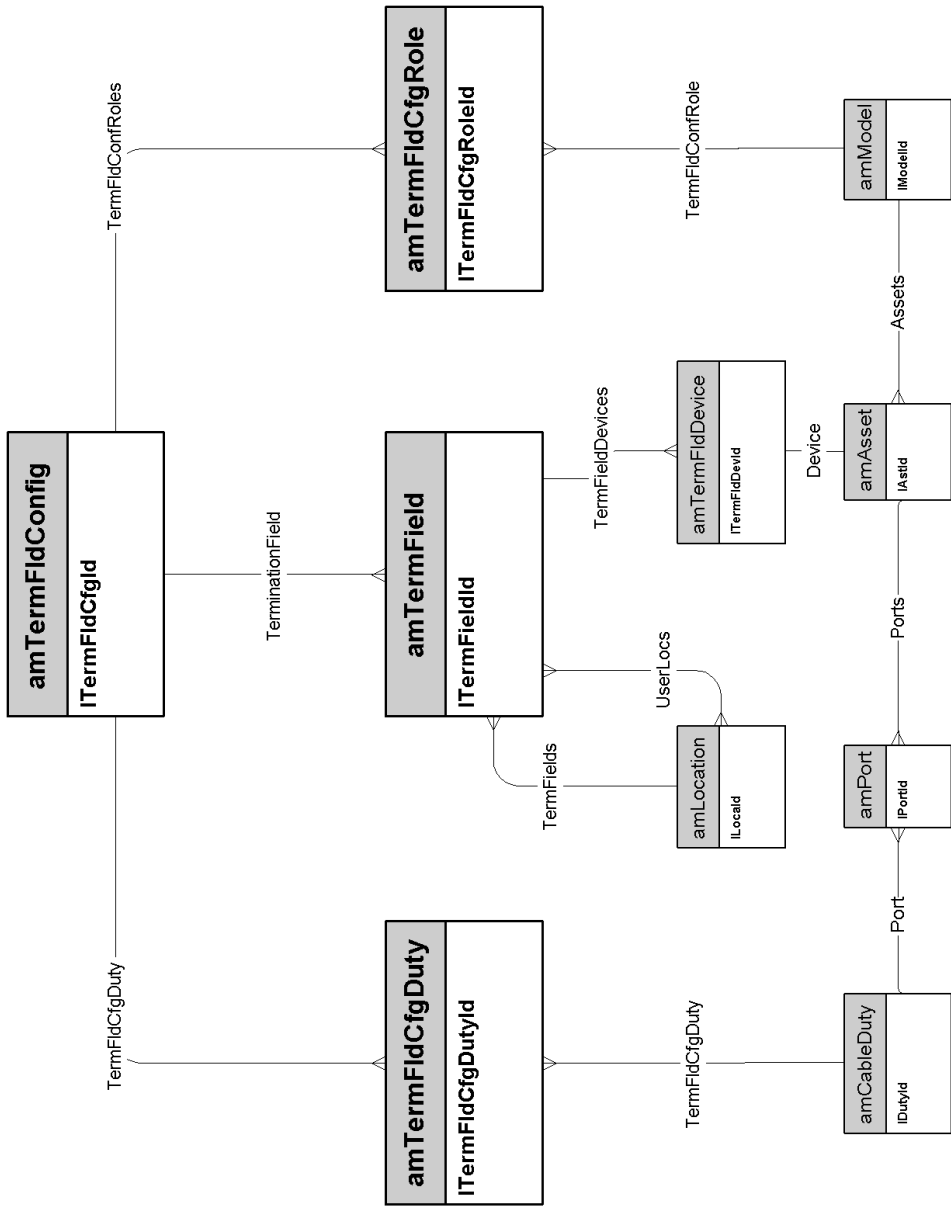 amTermFldConfig
lTermFldCfgId
TermFldCfgDuty
TermFldConfRoles
TerminationField
amTermFldCfgDuty
lTermFldCfgDutyId
amTermField
lTermFieldId
amTermFldCfgRole
lTermFldCfgRoleId
TermFields
UserLocs
TermFieldDevices
TermFldCfgDuty
amLocation
lLocaId
amTermFldDevice
lTermFldDevId
TermFldConfRole
Device
amCableDuty
lDutyId
Port
amPort
lPortId
Ports
amAsset
lAstId
Assets
amModel
lModelId